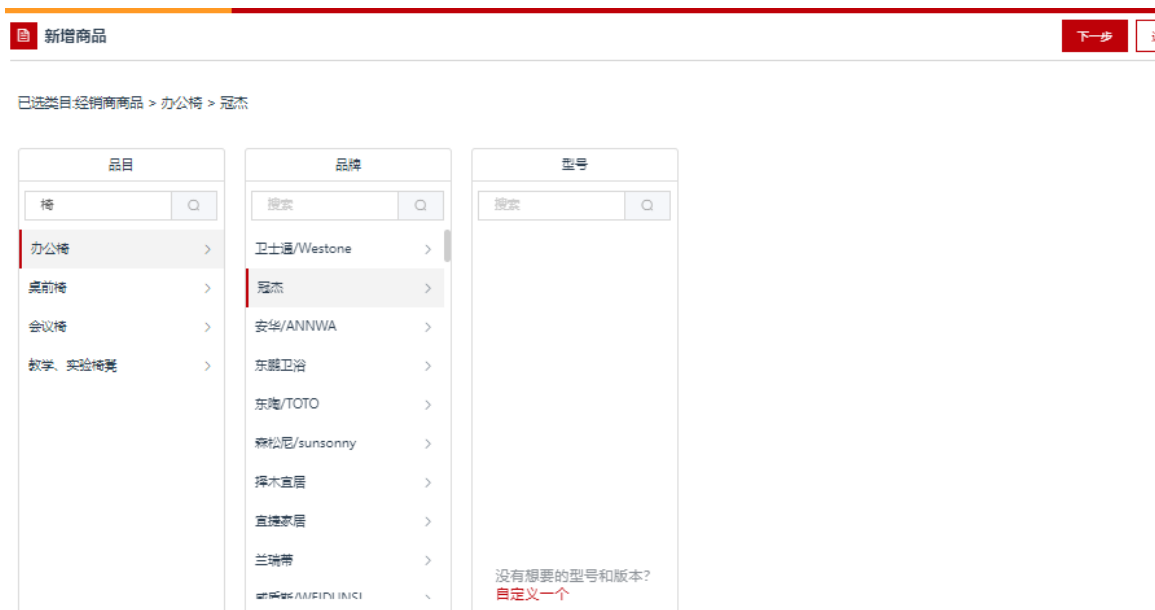 新增商品
下一步
已选类目:经销商商品 > 办公椅 > 冠杰
品目
椅
办公椅
桌前椅
会议椅
教学、实验椅凳
品牌
搜索
卫士通/Westone
冠杰
安华/ANNWA
东鹏卫浴
东陶/TOTO
森松尼/sunsonny
择木宜居
宜捷家居
兰瑞蒂
型号
搜索
没有想要的型号和版本?
自定义一个